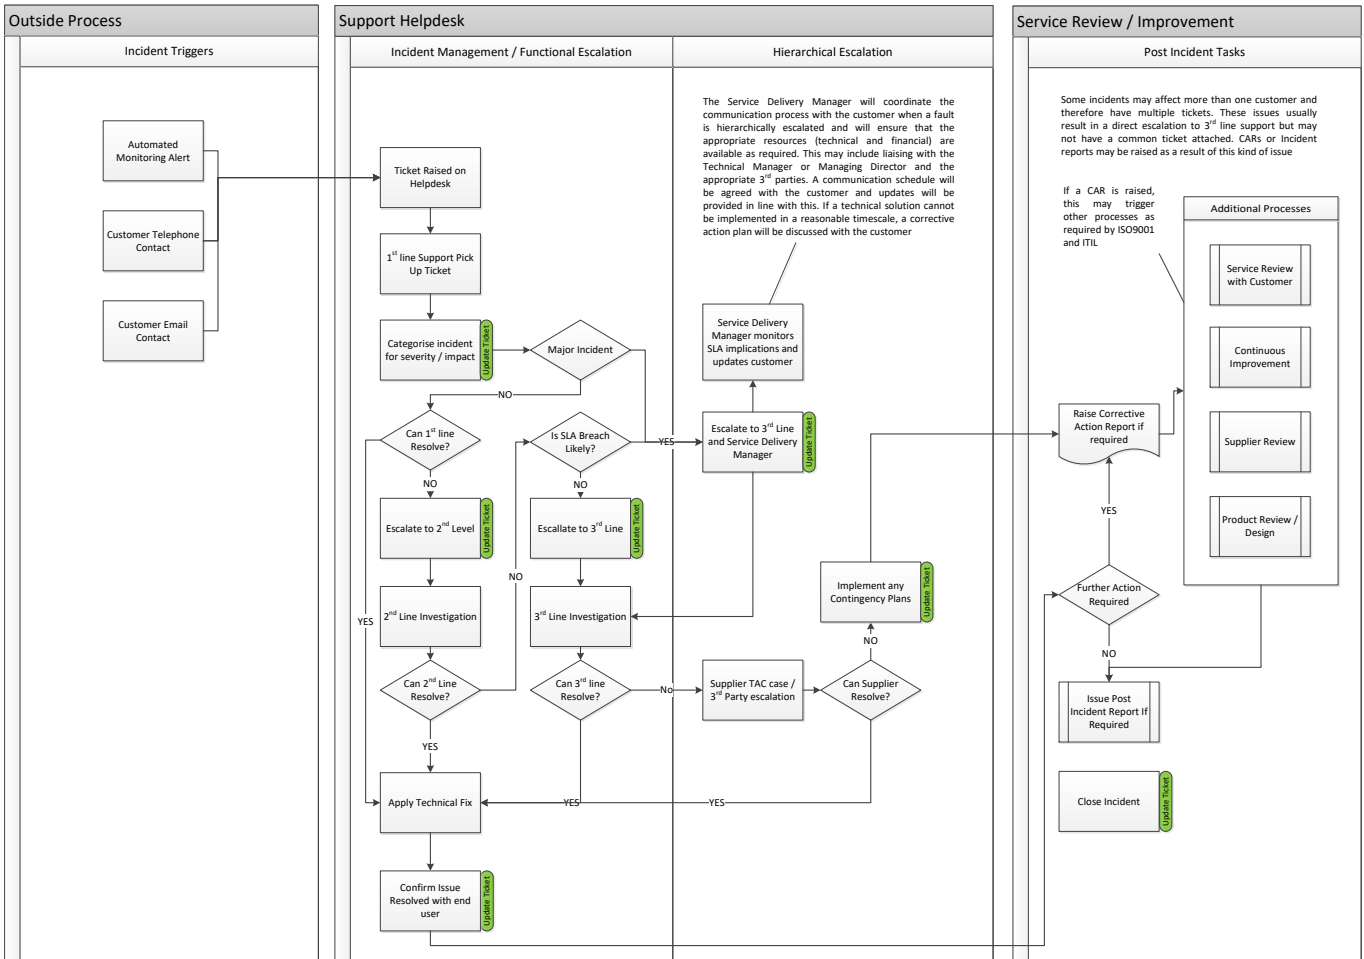 Outside Process
Incident Triggers
Automated
Monitoring Alert
Customer Telephone
Contact
Customer Email
Contact
Support Helpdesk
Incident Management / Functional Escalation
Ticket Raised on
Helpdesk
1st line Support Pick
Up Ticket
Categorise incident
for severity / impact
Update Ticket
Major Incident
NO
Can 1st line
Resolve?
Is SLA Breach
Likely?
YES
NO
NO
Escalate to 2nd Level
Update Ticket
Escallate to 3rd Line
Update Ticket
NO
2nd Line Investigation
3rd Line Investigation
YES
Can 2nd Line
Resolve?
Can 3rd line
Resolve?
No
YES
Apply Technical Fix
YES
YES
Confirm Issue
Resolved with end
user
Update Ticket
Hierarchical Escalation
The Service Delivery Manager will coordinate the
communication process with the customer when a fault
is hierarchically escalated and will ensure that the
appropriate resources (technical and financial) are
available as required. This may include liaising with the
Technical Manager or Managing Director and the
appropriate 3rd parties. A communication schedule will
be agreed with the customer and updates will be
provided in line with this. If a technical solution cannot
be implemented in a reasonable timescale, a corrective
action plan will be discussed with the customer
Service Delivery
Manager monitors
SLA implications and
updates customer
Escalate to 3rd Line
and Service Delivery
Manager
Update Ticket
Implement any
Contingency Plans
Update Ticket
NO
Supplier TAC case /
3rd Party escalation
Can Supplier
Resolve?
Service Review / Improvement
Post Incident Tasks
Some incidents may affect more than one customer and
therefore have multiple tickets. These issues usually
result in a direct escalation to 3rd line support but may
not have a common ticket attached. CARs or Incident
reports may be raised as a result of this kind of issue
If a CAR is raised,
this may trigger
other processes as
required by ISO9001
and ITIL
Additional Processes
Service Review
with Customer
Continuous
Improvement
Supplier Review
Product Review /
Design
Raise Corrective
Action Report if
required
YES
Further Action
Required
NO
Issue Post
Incident Report If
Required
Close Incident
Update Ticket